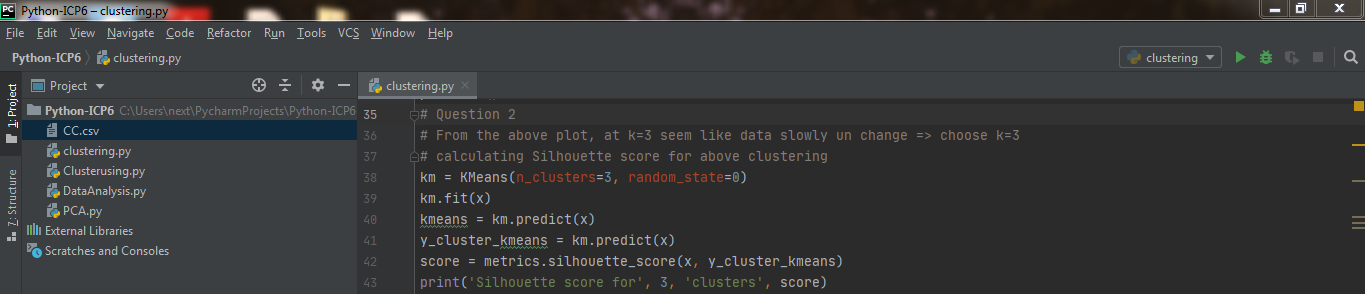 PC Python-ICP6 – clustering.py
File Edit View Navigate Code Refactor Run Tools VCS Window Help
Python-ICP6 clustering.py clustering
1: Project
7: Structure
Project
clustering.py
Python-ICP6 C:\Users\next\PycharmProjects\Python-ICP6
CC.csv
clustering.py
Clusterusing.py
DataAnalysis.py
PCA.py
External Libraries
Scratches and Consoles
35 # Question 2
36 # From the above plot, at k=3 seem like data slowly un change => choose k=3
37 # calculating Silhouette score for above clustering
38 km = KMeans(n_clusters=3, random_state=0)
39 km.fit(x)
40 kmeans = km.predict(x)
41 y_cluster_kmeans = km.predict(x)
42 score = metrics.silhouette_score(x, y_cluster_kmeans)
43 print('Silhouette score for', 3, 'clusters', score)